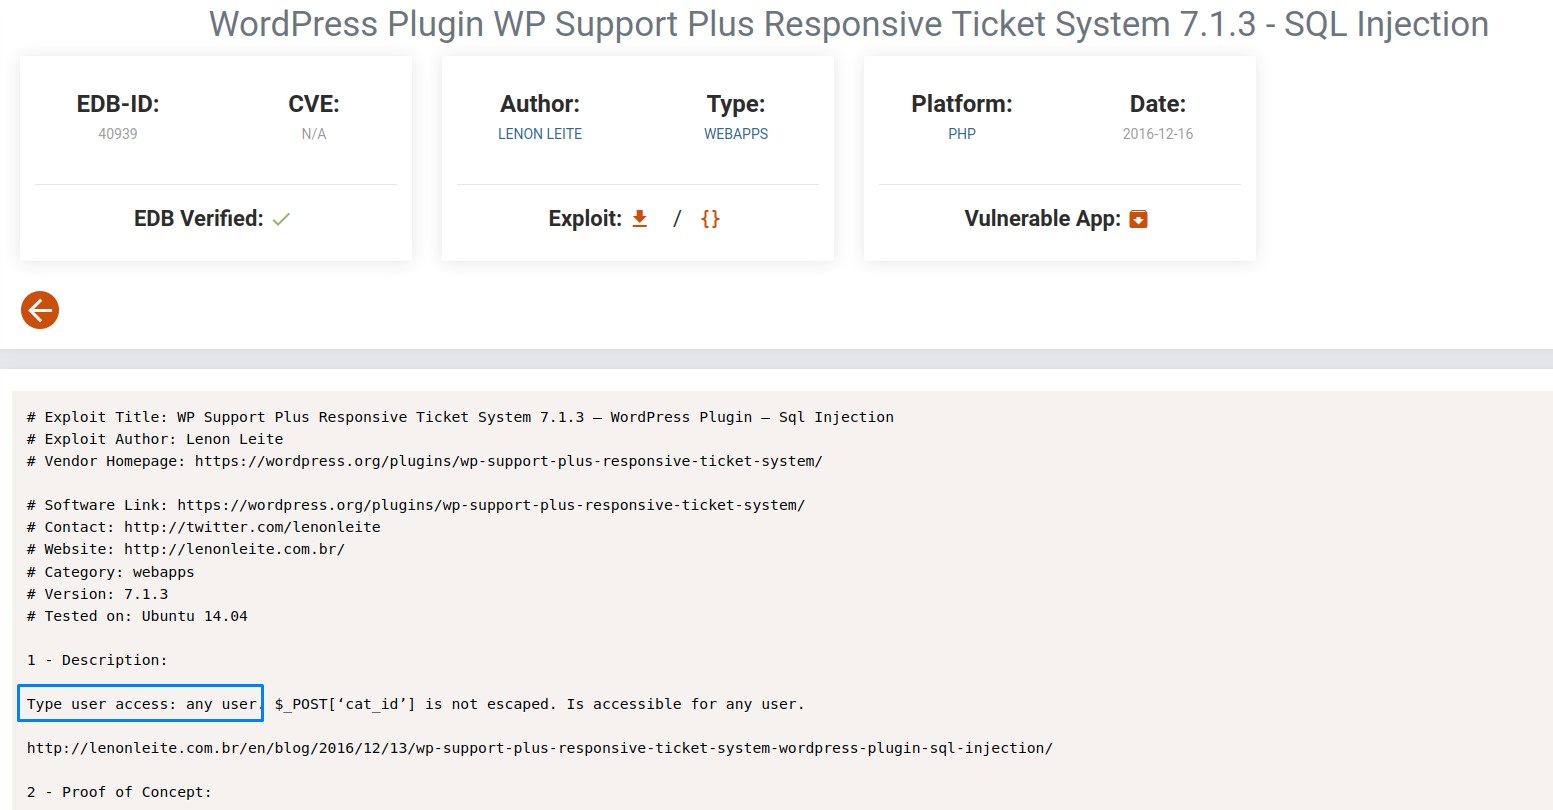 WordPress Plugin WP Support Plus Responsive Ticket System 7.1.3 - SQL Injection
EDB-ID:
40939
CVE:
N/A
EDB Verified:
Author:
LENON LEITE
Type:
WEBAPPS
Exploit: / {}
Platform:
PHP
Date:
2016-12-16
Vulnerable App:
# Exploit Title: WP Support Plus Responsive Ticket System 7.1.3 – WordPress Plugin – Sql Injection
# Exploit Author: Lenon Leite
# Vendor Homepage: https://wordpress.org/plugins/wp-support-plus-responsive-ticket-system/
# Software Link: https://wordpress.org/plugins/wp-support-plus-responsive-ticket-system/
# Contact: http://twitter.com/lenonleite
# Website: http://lenonleite.com.br/
# Category: webapps
# Version: 7.1.3
# Tested on: Ubuntu 14.04
1 - Description:
Type user access: any user. $_POST[‘cat_id’] is not escaped. Is accessible for any user.
http://lenonleite.com.br/en/blog/2016/12/13/wp-support-plus-responsive-ticket-system-wordpress-plugin-sql-injection/
2 - Proof of Concept: